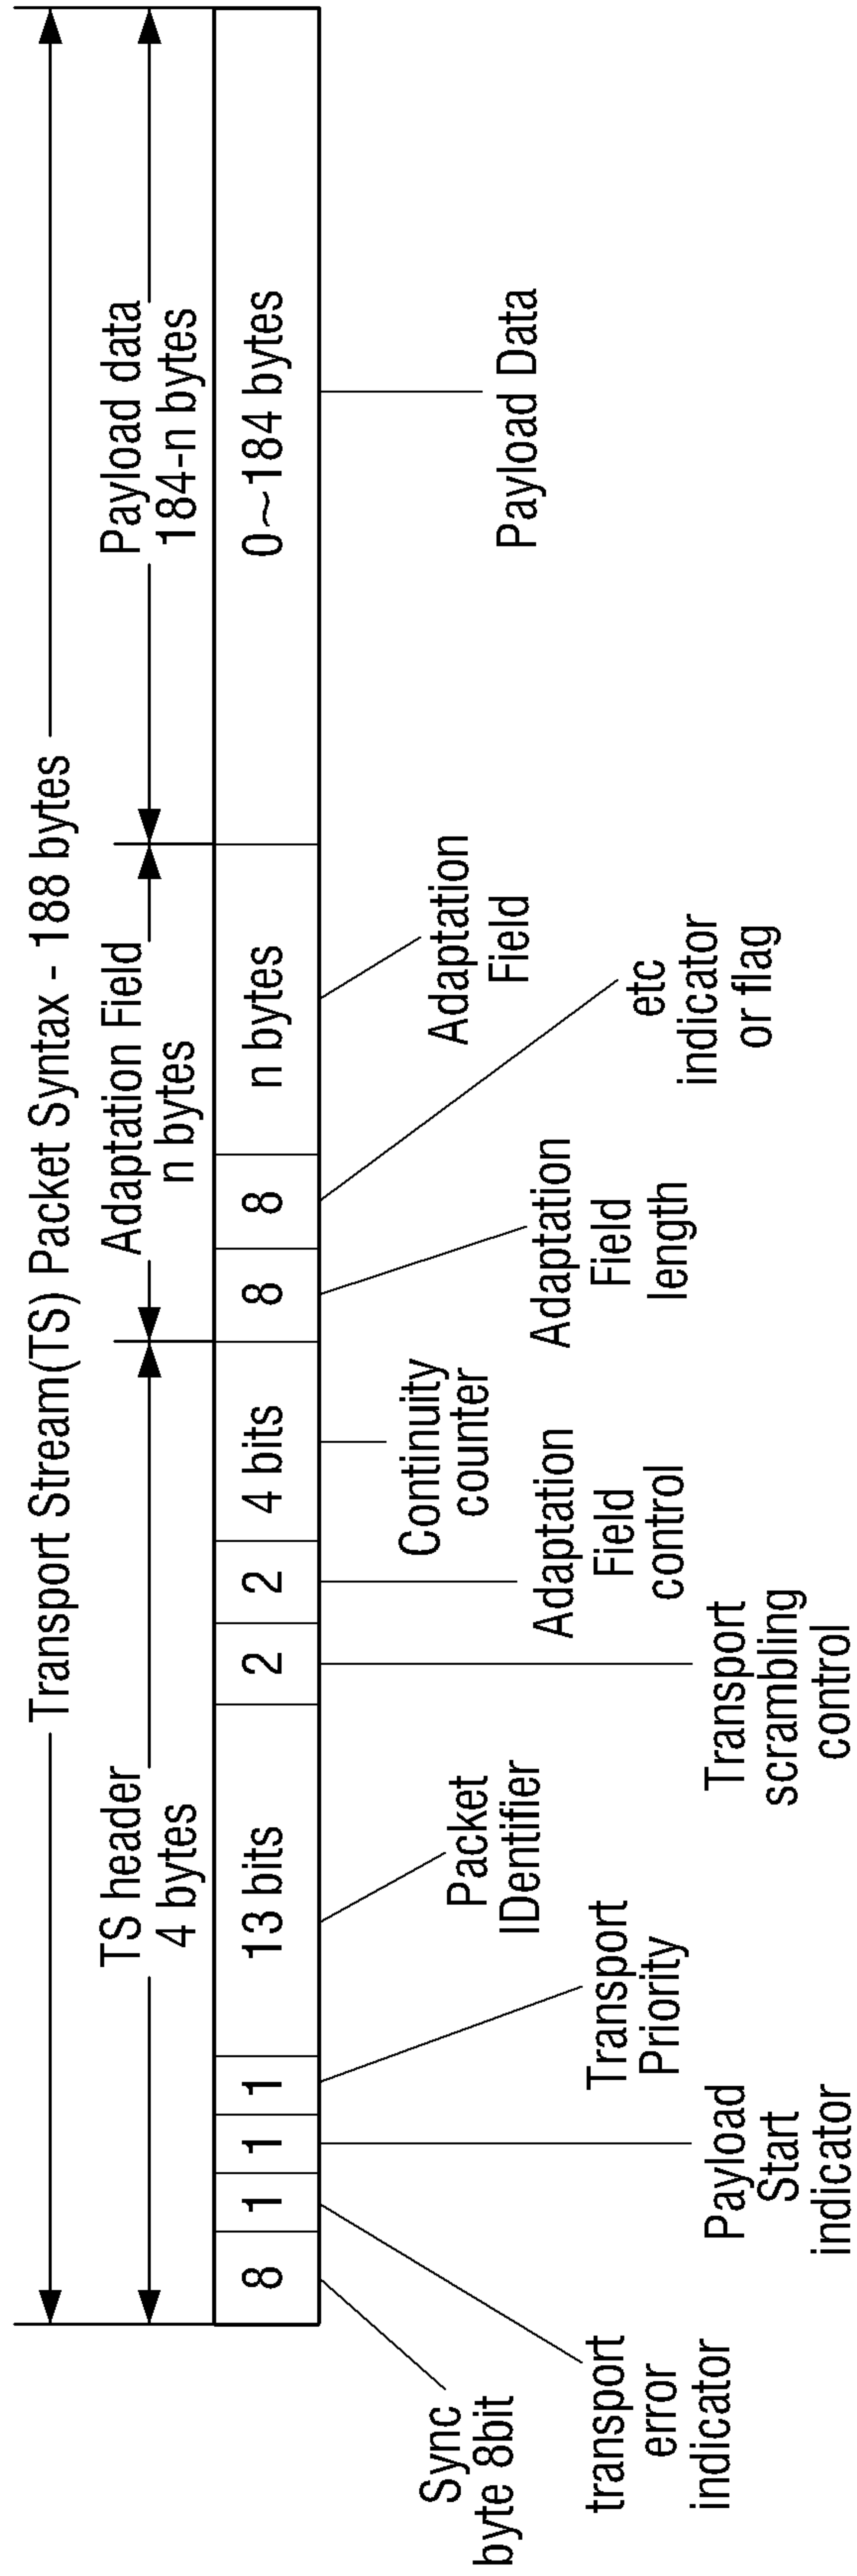 Transport Stream(TS) Packet Syntax - 188 bytes
TS header
4 bytes
Adaptation Field
n bytes
Payload data
184-n bytes
8
1
1
1
13 bits
2
2
4 bits
8
8
n bytes
0~184 bytes
Sync
byte 8bit
transport
error
indicator
Payload
Start
indicator
Transport
Priority
Packet
IDentifier
Transport
scrambling
control
Adaptation
Field
control
Continuity
counter
Adaptation
Field
length
etc
indicator
or flag
Adaptation
Field
Payload Data